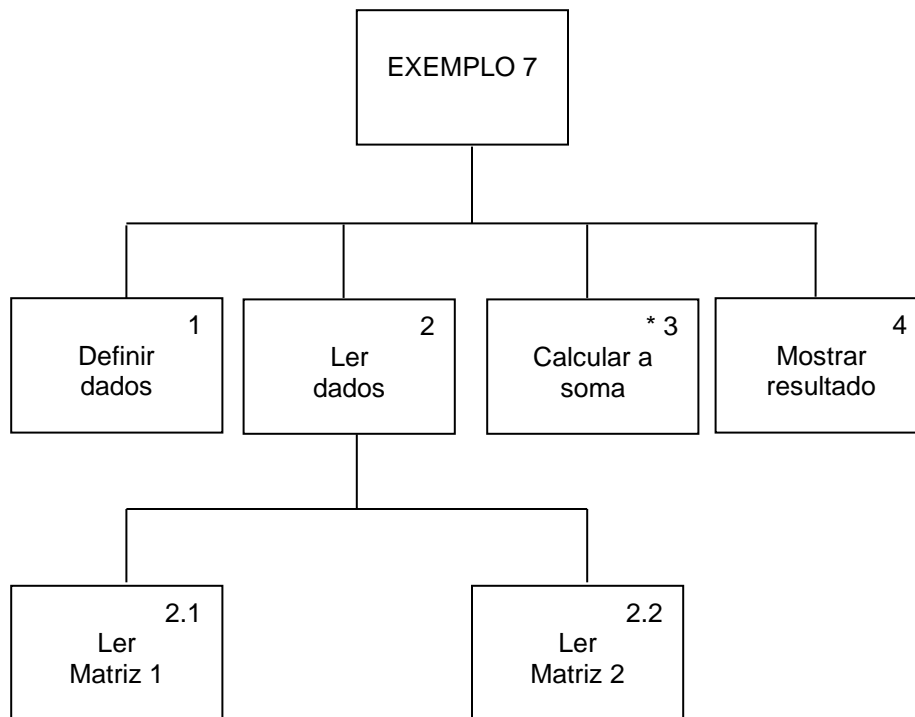 EXEMPLO 7
1
Definir
dados
2
Ler
dados
* 3
Calcular a
soma
4
Mostrar
resultado
2.1
Ler
Matriz 1
2.2
Ler
Matriz 2